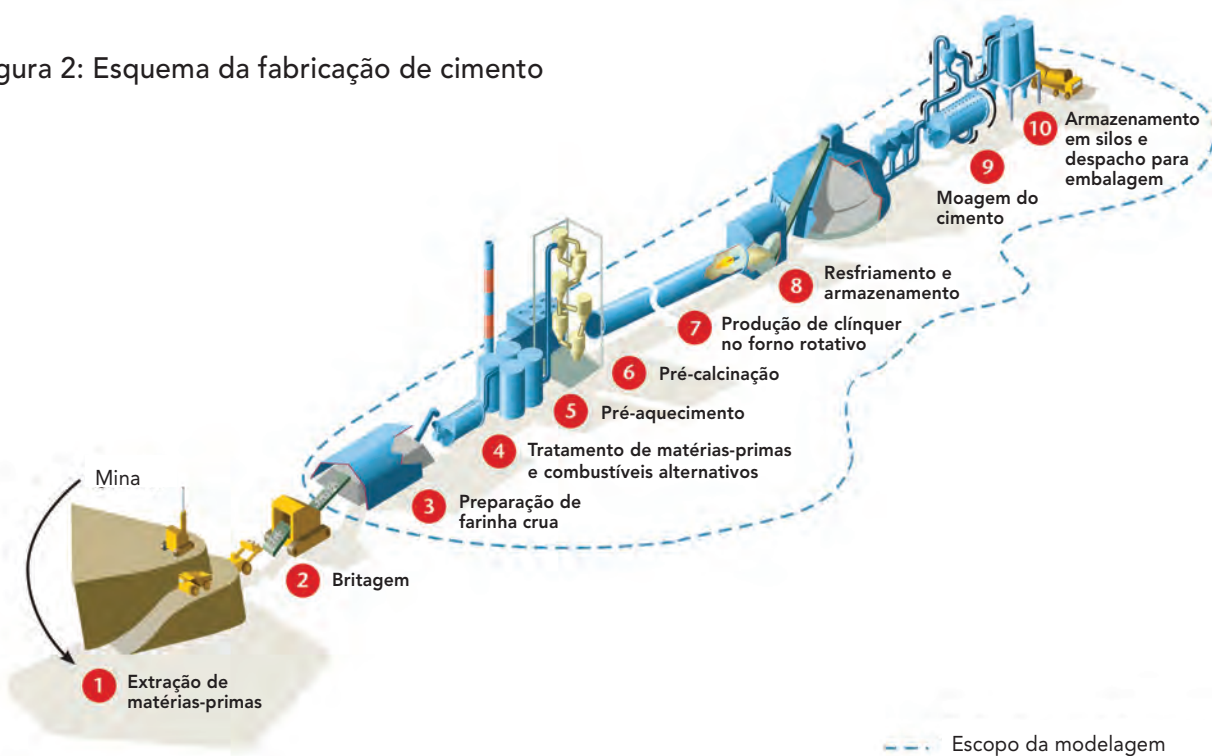 gura 2: Esquema da fabricação de cimento
Mina
1 Extração de
matérias-primas
2 Britagem
3 Preparação de
farinha crua
4 Tratamento de matérias-primas
e combustíveis alternativos
5 Pré-aquecimento
6 Pré-calcinação
7 Produção de clínquer
no forno rotativo
8 Resfriamento e
armazenamento
9
Moagem do
cimento
10 Armazenamento
em silos e
despacho para
embalagem
Escopo da modelagem